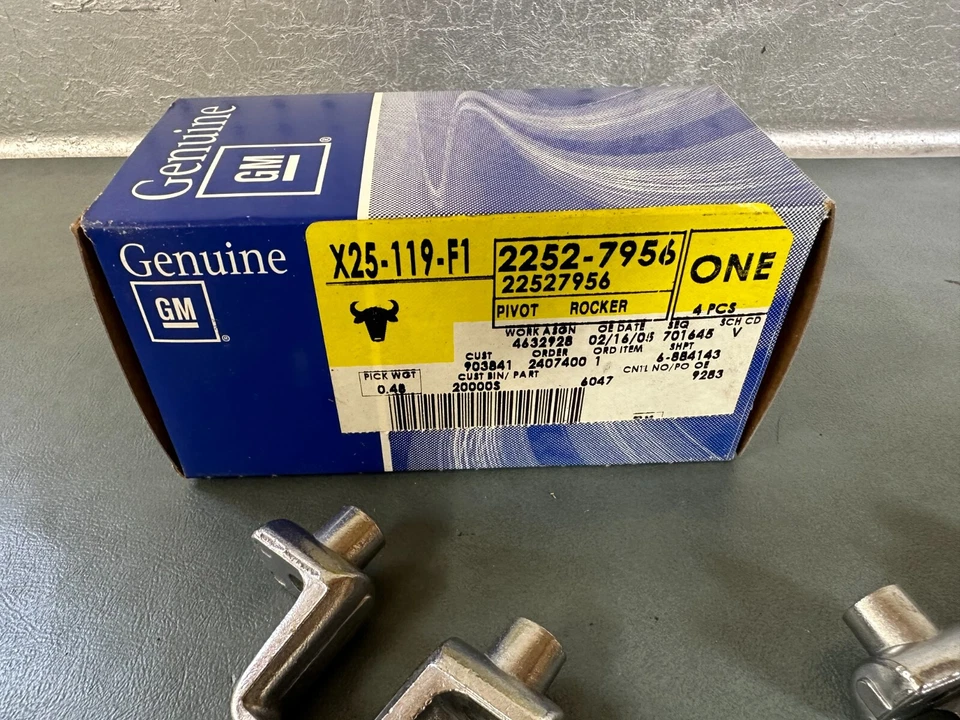 Genuine
GM
Genuine
GM
X25-119-F1
2252-7956
22527956
ONE
PIVOT ROCKER
4 PCS
WORK ASGN OE DATE SEQ SCH CD
4632928 02/16/05 701645 V
CUST ORDER ORD ITEM SHPT
903841 2407400 1 6-884143
CUST BIN/ PART CNTL NO/PO OE
20000S 6047 9283
PICK WGT
0.48